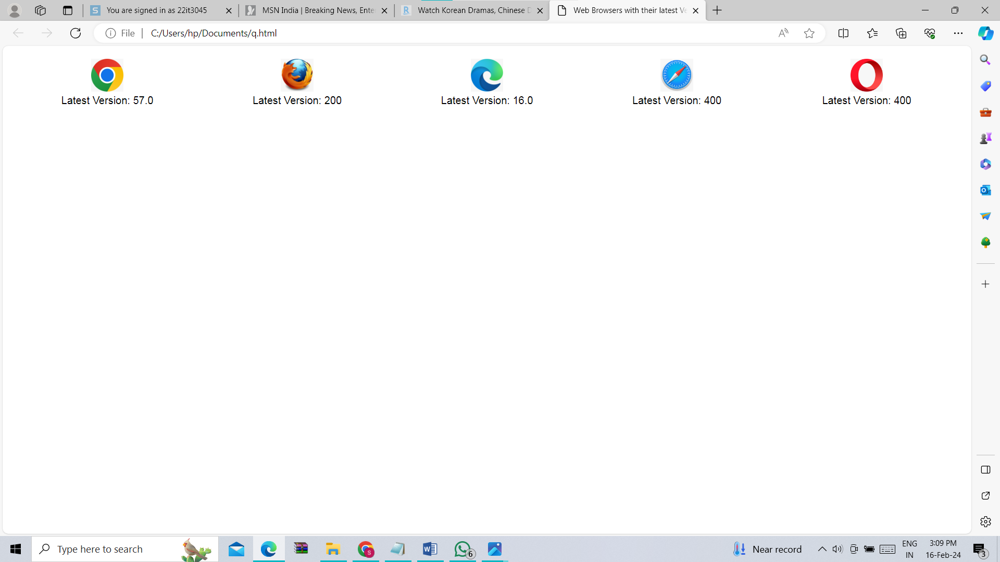 You are signed in as 22it3045
MSN India | Breaking News, Ente
Watch Korean Dramas, Chinese D
Web Browsers with their latest Ve
File | C:/Users/hp/Documents/q.html
Latest Version: 57.0
Latest Version: 200
Latest Version: 16.0
Latest Version: 400
Latest Version: 400
Type here to search
6
Near record
ENG
IN
3:09 PM
16-Feb-24
3